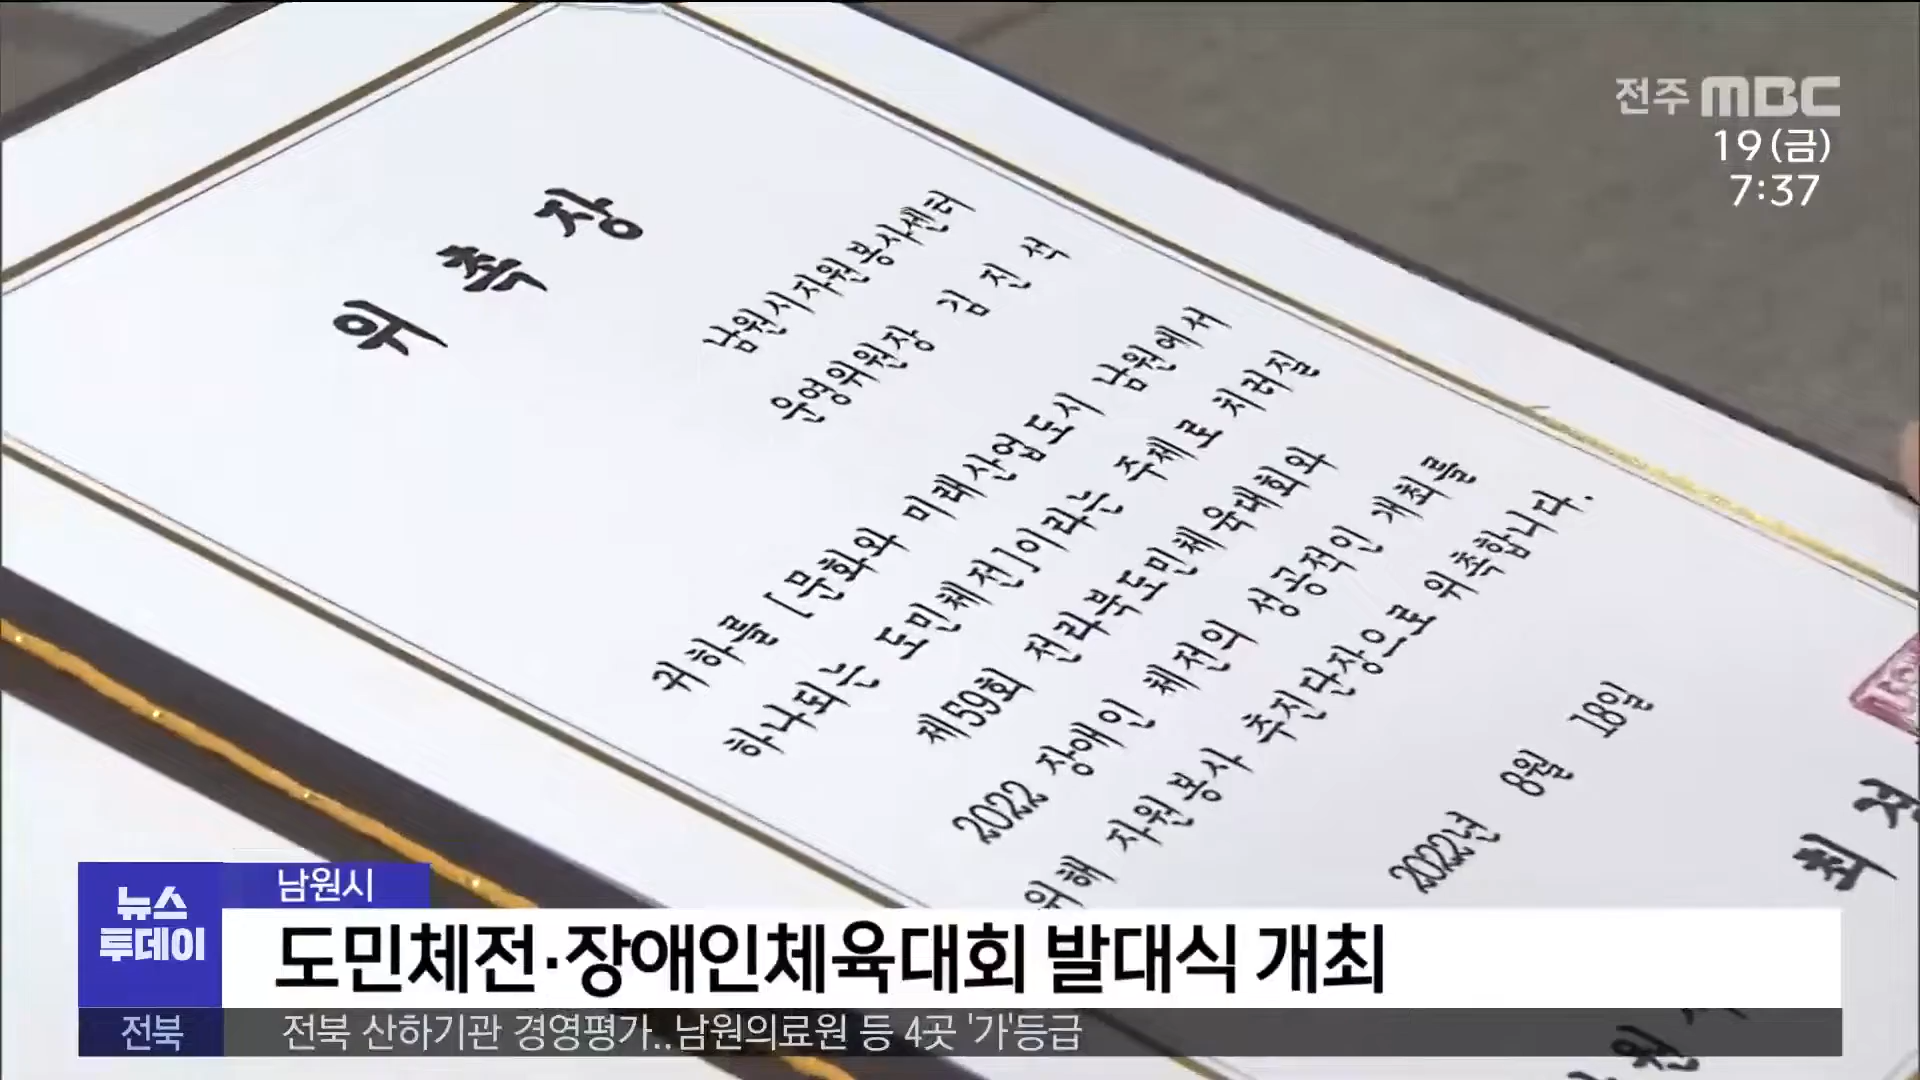 전주 MBC
19(금)
7:37
위 촉 장
남원시자원봉사센터
운영위원장 김 진 석
귀하를 [문화와 미래산업도시 남원에서
하나되는 도민체전]이라는 주제로 치러질
제59회 전라북도민체육대회와
2022 장애인 체전의 성공적인 개최를
위해 자원봉사 추진단장으로 위촉합니다.
2022년 8월 18일
최
뉴스
투데이
남원시
도민체전·장애인체육대회 발대식 개최
전북
전북 산하기관 경영평가..남원의료원 등 4곳 '가'등급